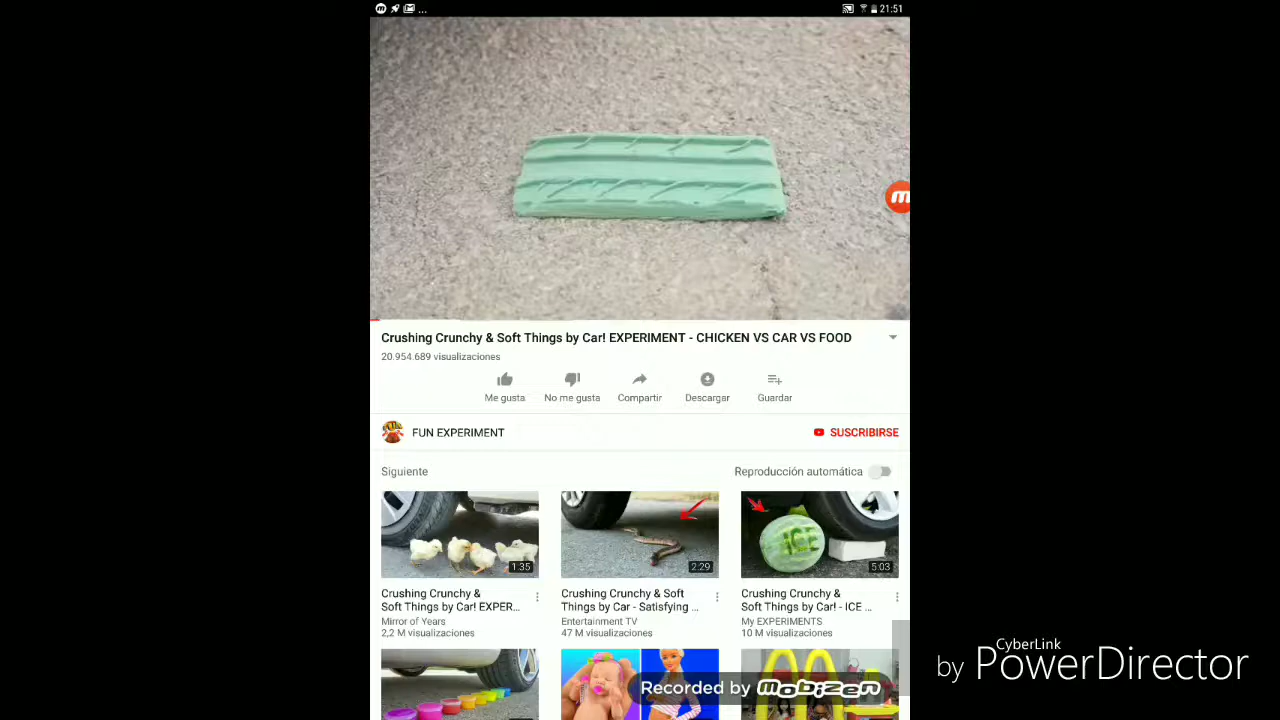 21:51
Crushing Crunchy & Soft Things by Car! EXPERIMENT - CHICKEN VS CAR VS FOOD
20.954.689 visualizaciones
Me gusta
No me gusta
Compartir
Descargar
Guardar
FUN EXPERIMENT
SUSCRIBIRSE
Siguiente
Reproducción automática
1:35
2:29
ICE
5:03
Crushing Crunchy &
Soft Things by Car! EXPER...
Mirror of Years
2,2 M visualizaciones
Crushing Crunchy & Soft
Things by Car - Satisfying ...
Entertainment TV
47 M visualizaciones
Crushing Crunchy &
Soft Things by Car! - ICE ...
My EXPERIMENTS
10 M visualizaciones
Recorded by mobizen
by CyberLink
PowerDirector